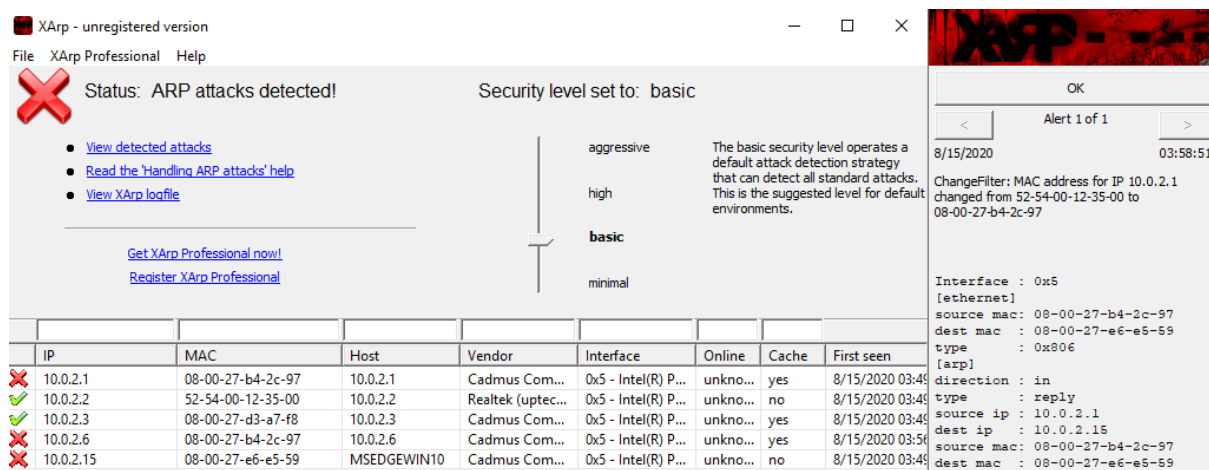 XArp - unregistered version
File XArp Professional Help
Status: ARP attacks detected!
Security level set to: basic
View detected attacks
Read the 'Handling ARP attacks' help
View XArp logfile
Get XArp Professional now!
Register XArp Professional
aggressive
high
basic
minimal
The basic security level operates a
default attack detection strategy
that can detect all standard attacks.
This is the suggested level for default
environments.
IP MAC Host Vendor Interface Online Cache First seen
10.0.2.1 08-00-27-b4-2c-97 10.0.2.1 Cadmus Com... 0x5 - Intel(R) P... unkno... yes 8/15/2020 03:49
10.0.2.2 52-54-00-12-35-00 10.0.2.2 Realtek (uptec... 0x5 - Intel(R) P... unkno... no 8/15/2020 03:49
10.0.2.3 08-00-27-d3-a7-f8 10.0.2.3 Cadmus Com... 0x5 - Intel(R) P... unkno... yes 8/15/2020 03:49
10.0.2.6 08-00-27-b4-2c-97 10.0.2.6 Cadmus Com... 0x5 - Intel(R) P... unkno... yes 8/15/2020 03:56
10.0.2.15 08-00-27-e6-e5-59 MSEDGEWIN10 Cadmus Com... 0x5 - Intel(R) P... unkno... no 8/15/2020 03:49
XARP
OK
< Alert 1 of 1 >
8/15/2020 03:58:51
ChangeFilter: MAC address for IP 10.0.2.1
changed from 52-54-00-12-35-00 to
08-00-27-b4-2c-97
Interface : 0x5
[ethernet]
source mac: 08-00-27-b4-2c-97
dest mac : 08-00-27-e6-e5-59
type : 0x806
[arp]
direction : in
type : reply
source ip : 10.0.2.1
dest ip : 10.0.2.15
source mac: 08-00-27-b4-2c-97
dest mac : 08-00-27-e6-e5-59